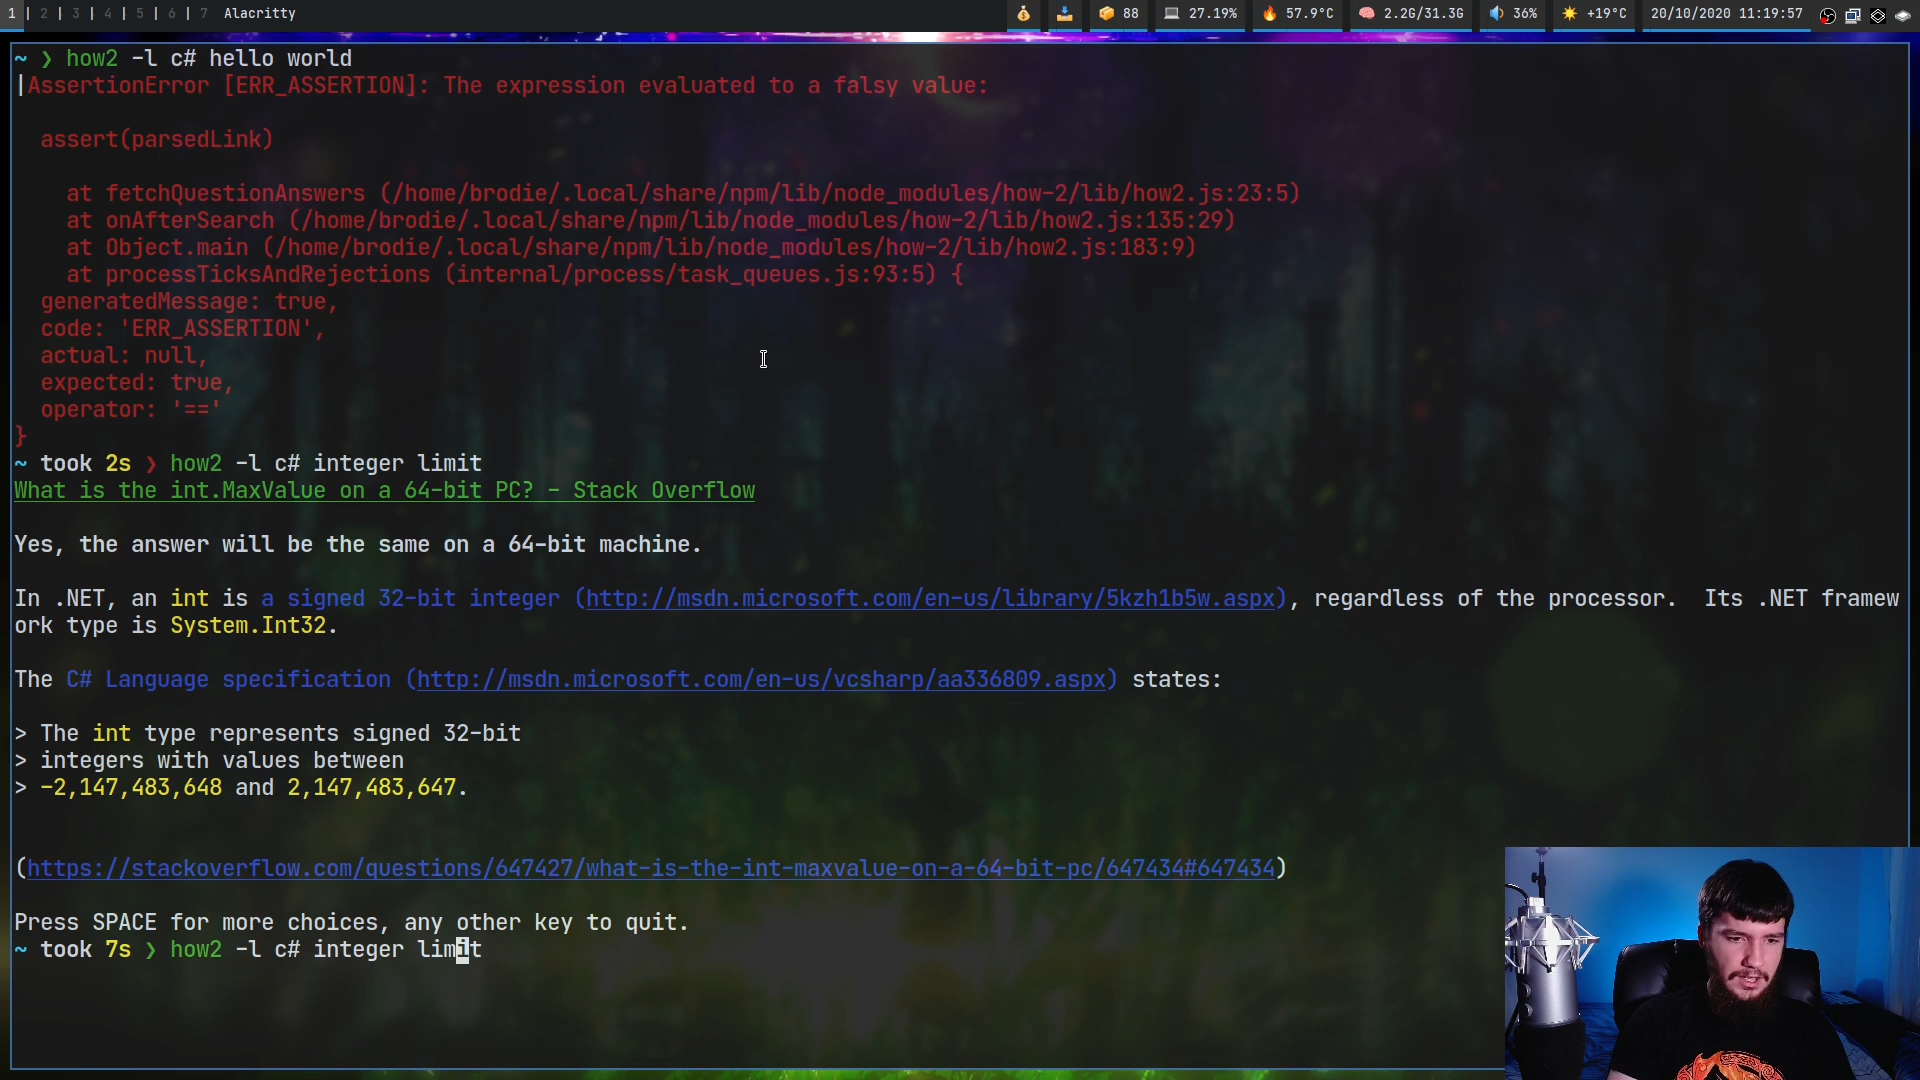 1 | 2 | 3 | 4 | 5 | 6 | 7 Alacritty 88 27.19% 57.9°C 2.2G/31.3G 36% +19°C 20/10/2020 11:19:57
~ ❯ how2 -l c# hello world
|AssertionError [ERR_ASSERTION]: The expression evaluated to a falsy value:
assert(parsedLink)
at fetchQuestionAnswers (/home/brodie/.local/share/npm/lib/node_modules/how-2/lib/how2.js:23:5)
at onAfterSearch (/home/brodie/.local/share/npm/lib/node_modules/how-2/lib/how2.js:135:29)
at Object.main (/home/brodie/.local/share/npm/lib/node_modules/how-2/lib/how2.js:183:9)
at processTicksAndRejections (internal/process/task_queues.js:93:5) {
generatedMessage: true,
code: 'ERR_ASSERTION',
actual: null,
expected: true,
operator: '=='
}
~ took 2s ❯ how2 -l c# integer limit
What is the int.MaxValue on a 64-bit PC? - Stack Overflow
Yes, the answer will be the same on a 64-bit machine.
In .NET, an int is a signed 32-bit integer (http://msdn.microsoft.com/en-us/library/5kzh1b5w.aspx), regardless of the processor.  Its .NET framew
ork type is System.Int32.
The C# Language specification (http://msdn.microsoft.com/en-us/vcsharp/aa336809.aspx) states:
> The int type represents signed 32-bit
> integers with values between
> -2,147,483,648 and 2,147,483,647.
(https://stackoverflow.com/questions/647427/what-is-the-int-maxvalue-on-a-64-bit-pc/647434#647434)
Press SPACE for more choices, any other key to quit.
~ took 7s ❯ how2 -l c# integer limit